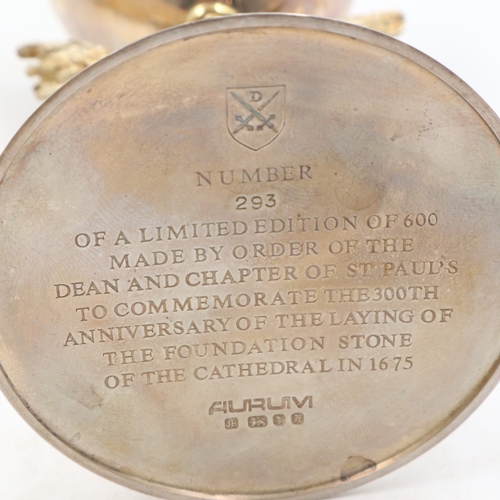 D
NUMBER
293
OF A LIMITED EDITION OF 600
MADE BY ORDER OF THE
DEAN AND CHAPTER OF ST PAUL'S
TO COMMEMORATE THE 300TH
ANNIVERSARY OF THE LAYING OF
THE FOUNDATION STONE
OF THE CATHEDRAL IN 1675
AURUM